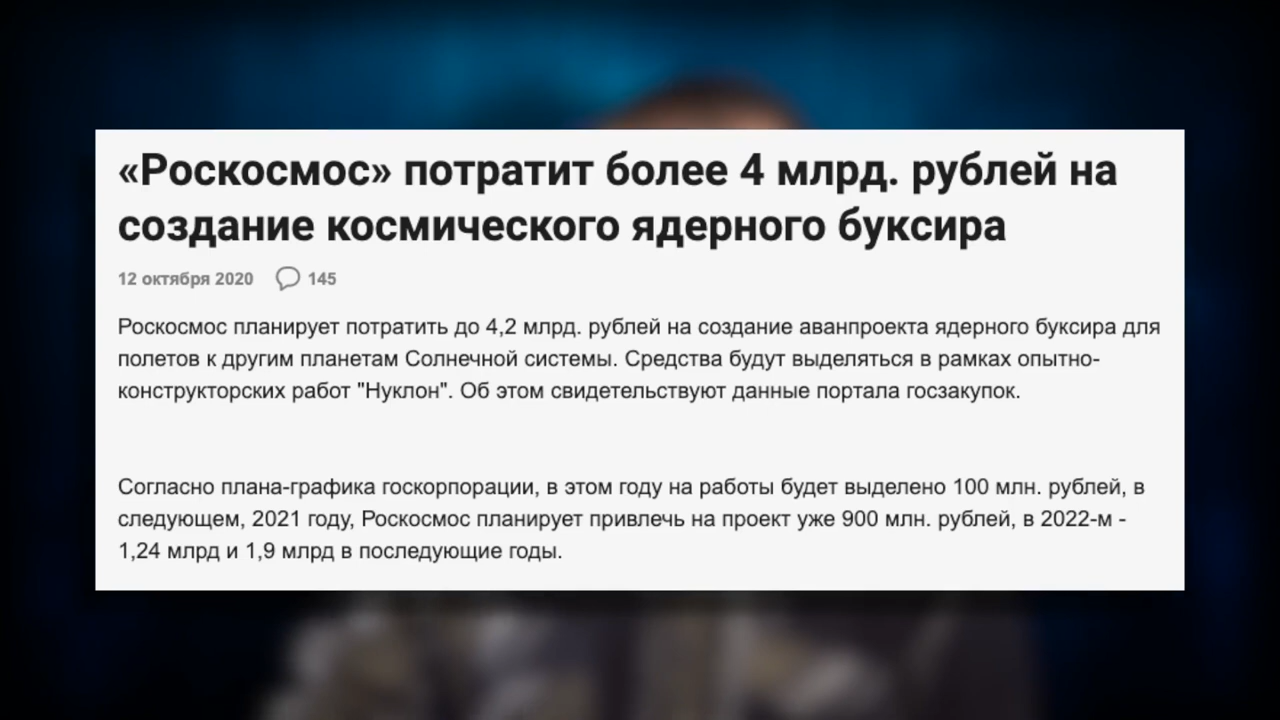 «Роскосмос» потратит более 4 млрд. рублей на
создание космического ядерного буксира
12 октября 2020 145
Роскосмос планирует потратить до 4,2 млрд. рублей на создание аванпроекта ядерного буксира для
полетов к другим планетам Солнечной системы. Средства будут выделяться в рамках опытно-
конструкторских работ "Нуклон". Об этом свидетельствуют данные портала госзакупок.
Согласно плана-графика госкорпорации, в этом году на работы будет выделено 100 млн. рублей, в
следующем, 2021 году, Роскосмос планирует привлечь на проект уже 900 млн. рублей, в 2022-м -
1,24 млрд и 1,9 млрд в последующие годы.